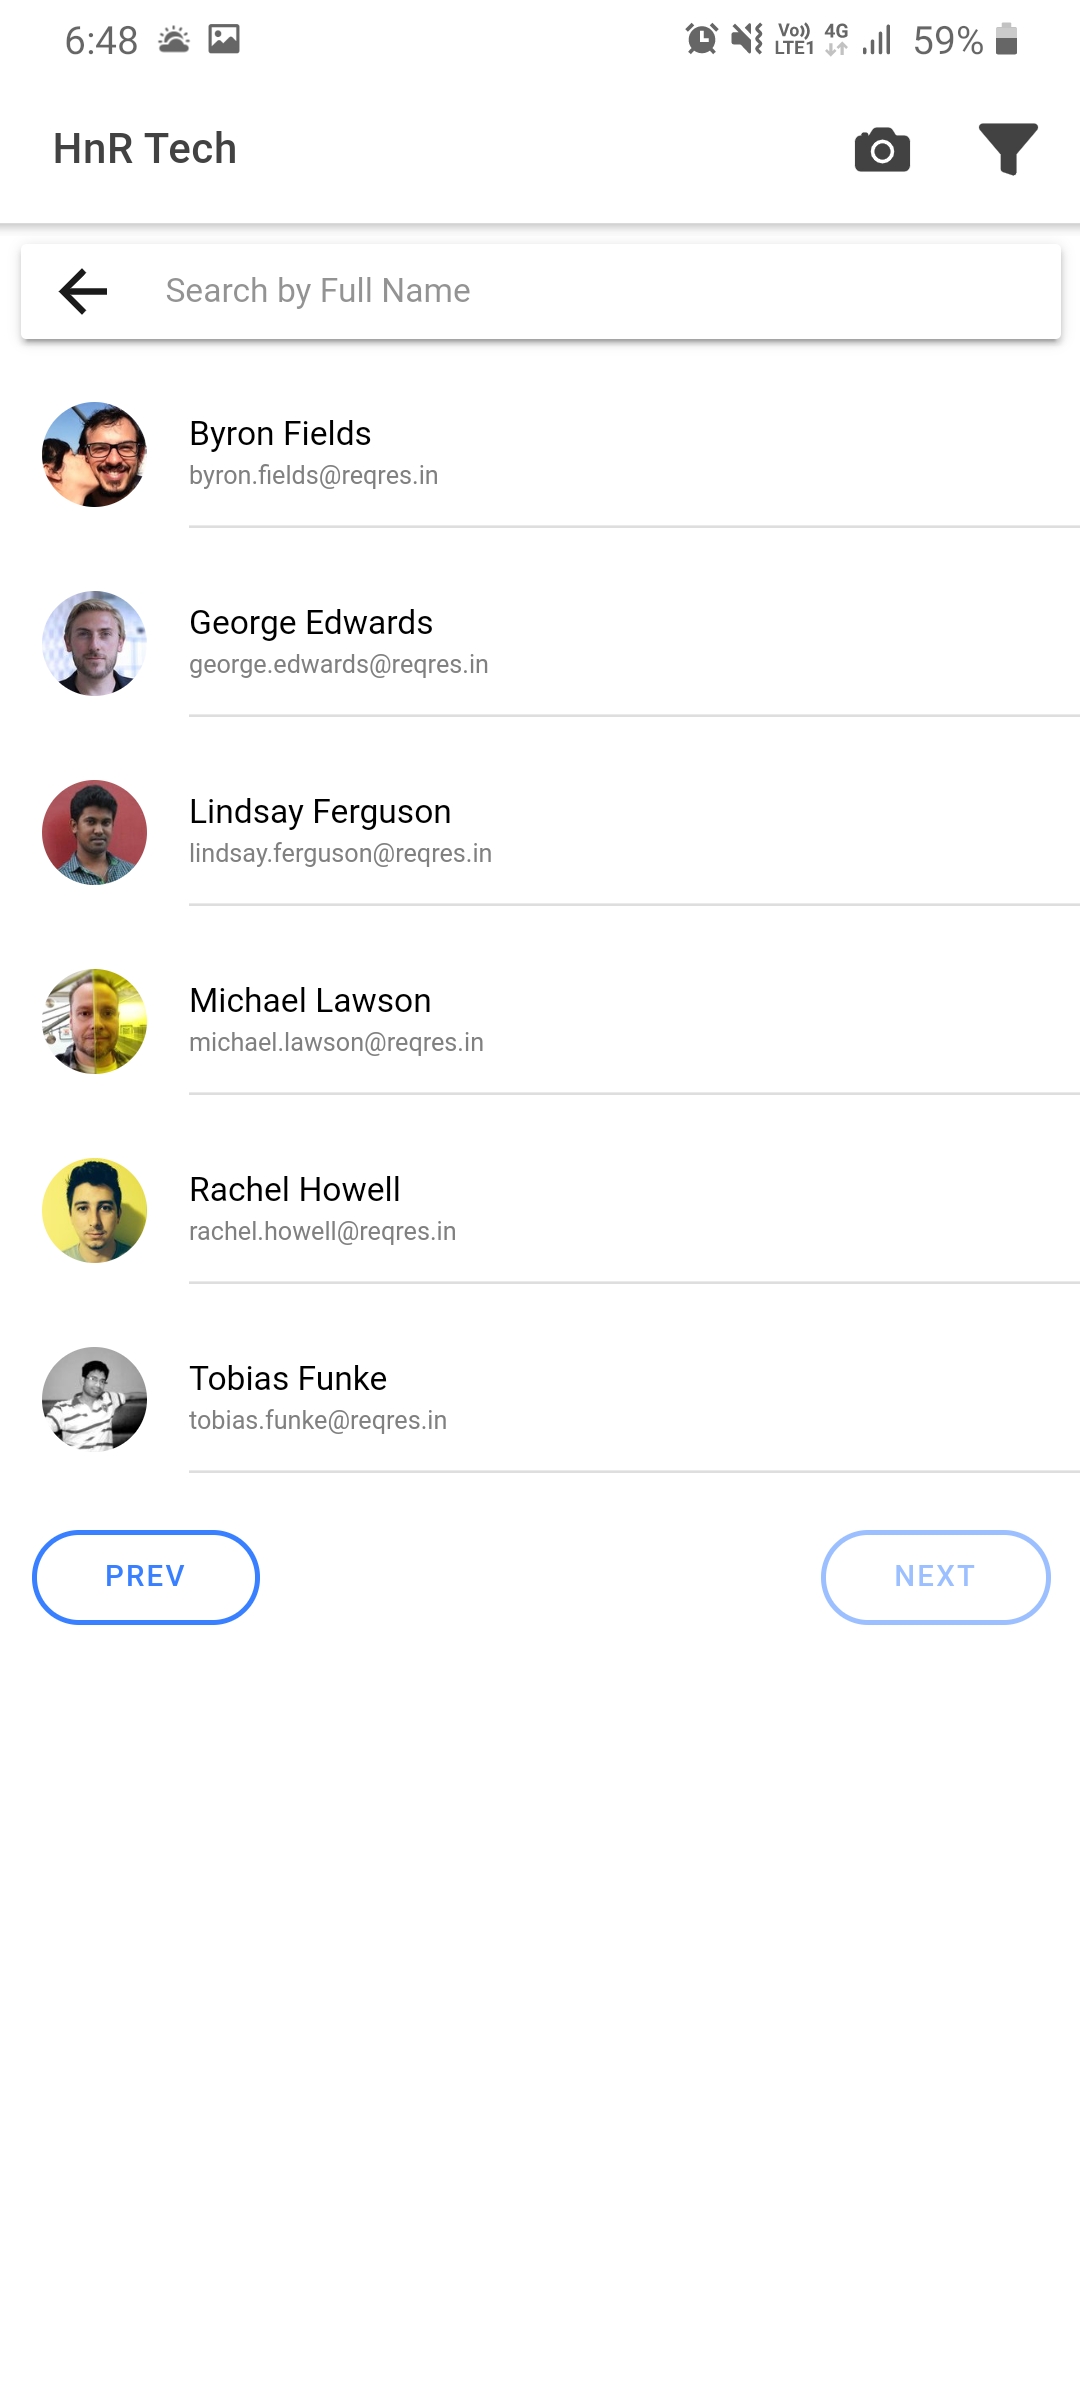 6:48 Vo)) LTE1 4G 59%
HnR Tech
Search by Full Name
Byron Fields
byron.fields@reqres.in
George Edwards
george.edwards@reqres.in
Lindsay Ferguson
lindsay.ferguson@reqres.in
Michael Lawson
michael.lawson@reqres.in
Rachel Howell
rachel.howell@reqres.in
Tobias Funke
tobias.funke@reqres.in
PREV NEXT